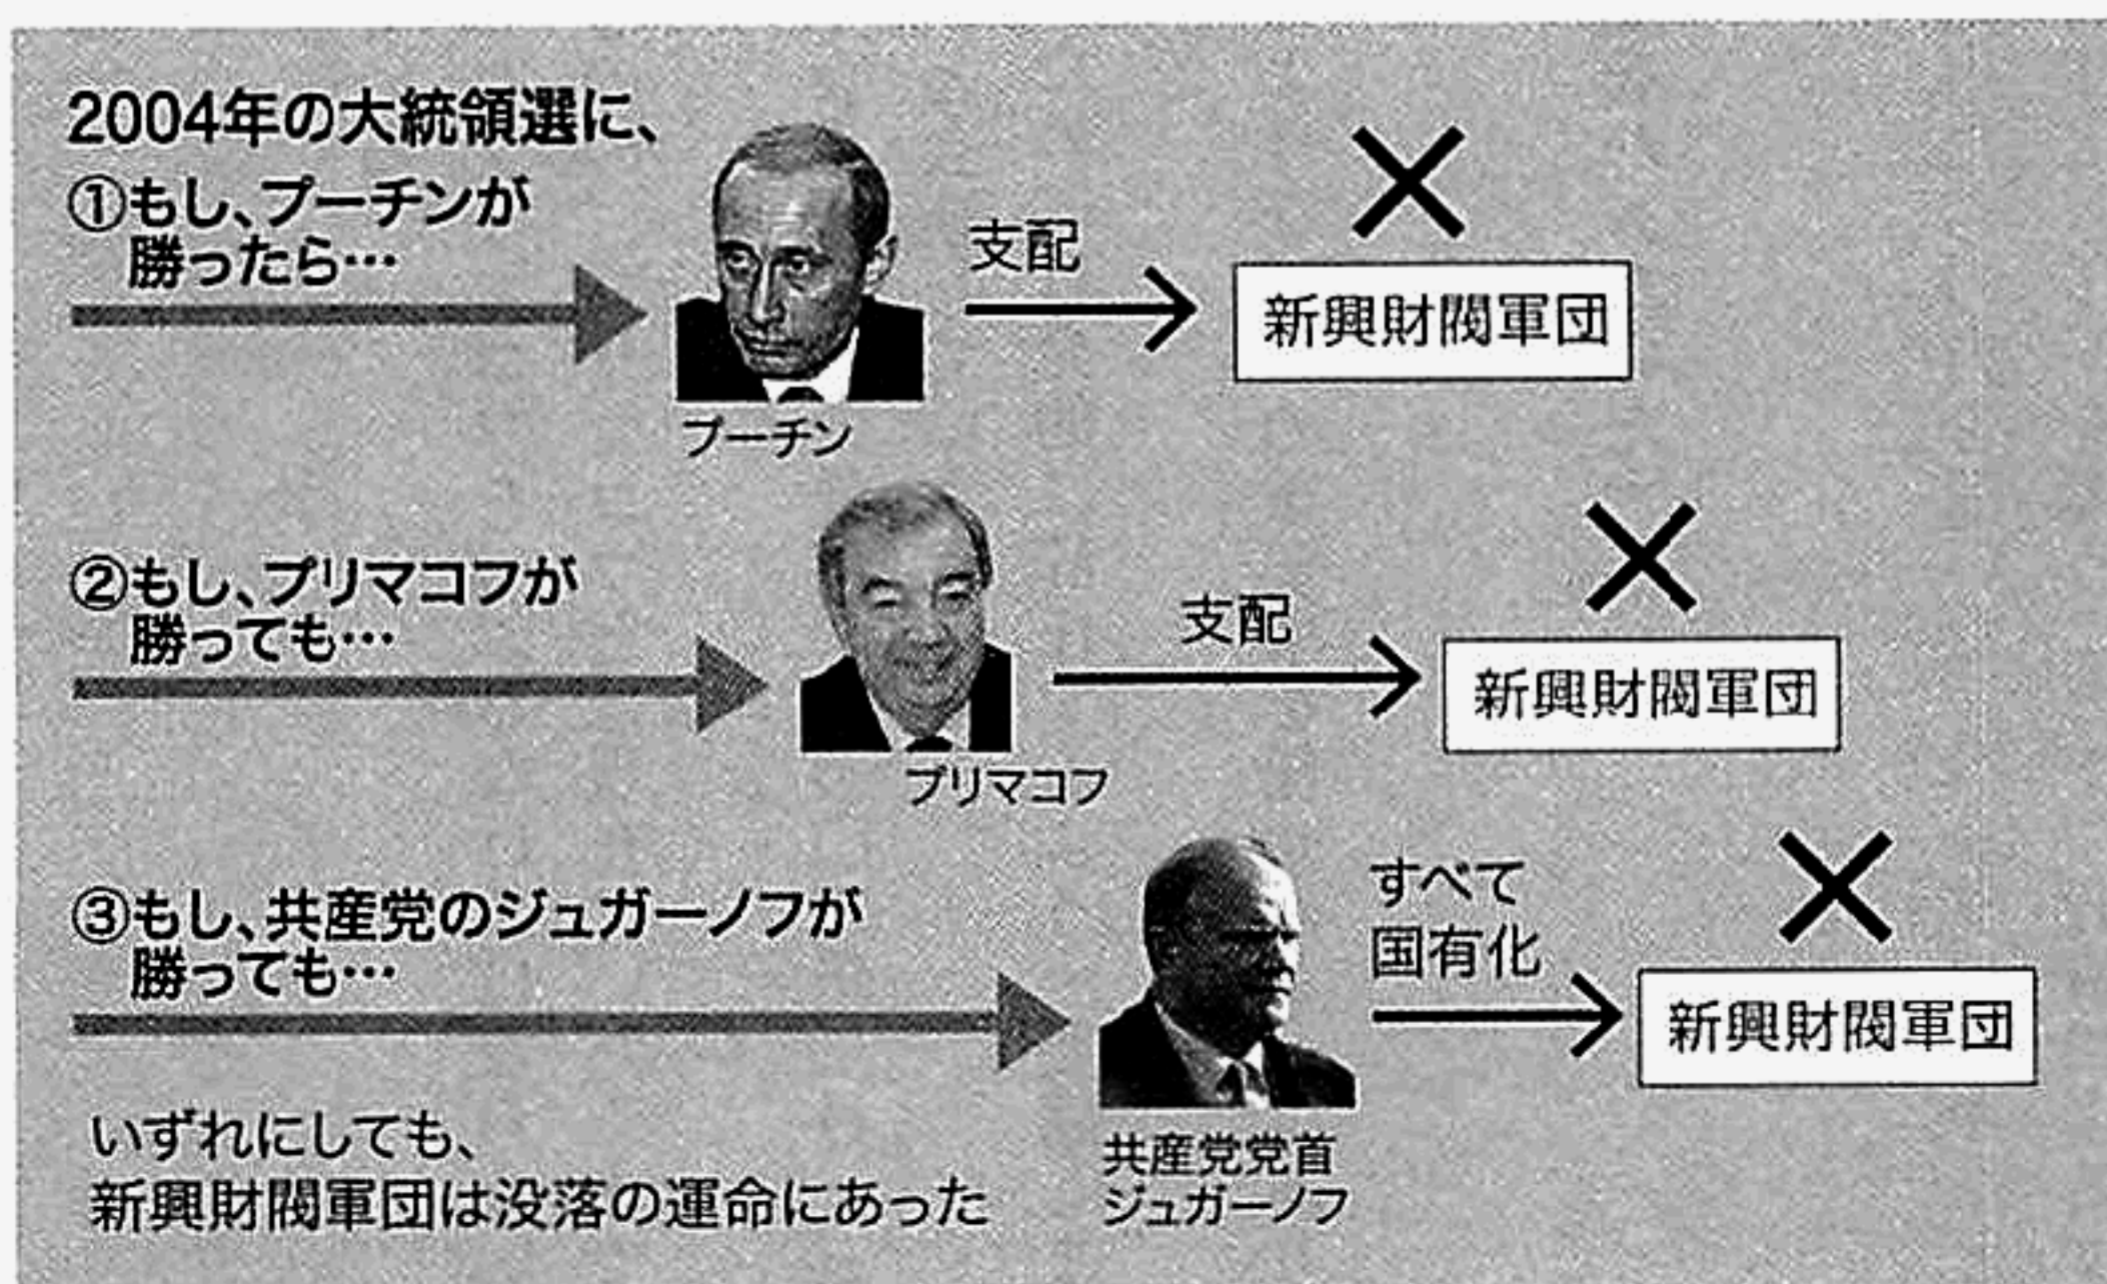 2004年の大統領選に、
①もし、プーチンが
勝ったら…
支配
×
新興財閥軍団
プーチン
②もし、プリマコフが
勝っても…
支配
×
新興財閥軍団
プリマコフ
③もし、共産党のジュガーノフが
勝っても…
すべて
国有化
×
新興財閥軍団
共産党党首
ジュガーノフ
いずれにしても、
新興財閥軍団は没落の運命にあった